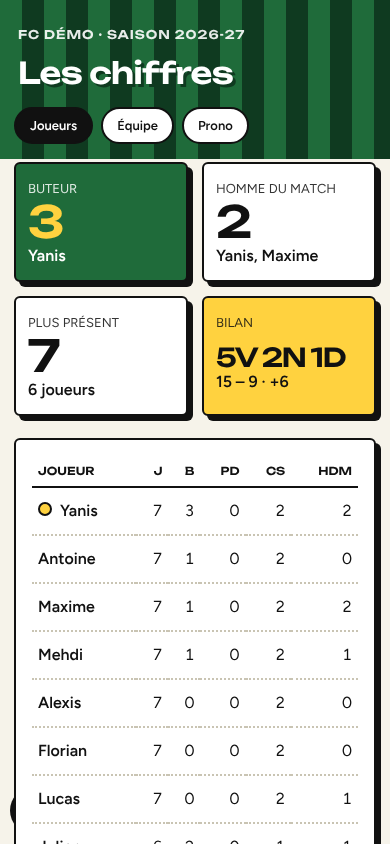 FC DÉMO · SAISON 2026-27
Les chiffres
Joueurs Équipe Prono
BUTEUR
3
Yanis
HOMME DU MATCH
2
Yanis, Maxime
PLUS PRÉSENT
7
6 joueurs
BILAN
5V 2N 1D
15 – 9 · +6
JOUEUR J B PD CS HDM
Yanis 7 3 0 2 2
Antoine 7 1 0 2 0
Maxime 7 1 0 2 2
Mehdi 7 1 0 2 1
Alexis 7 0 0 2 0
Florian 7 0 0 2 0
Lucas 7 0 0 2 1